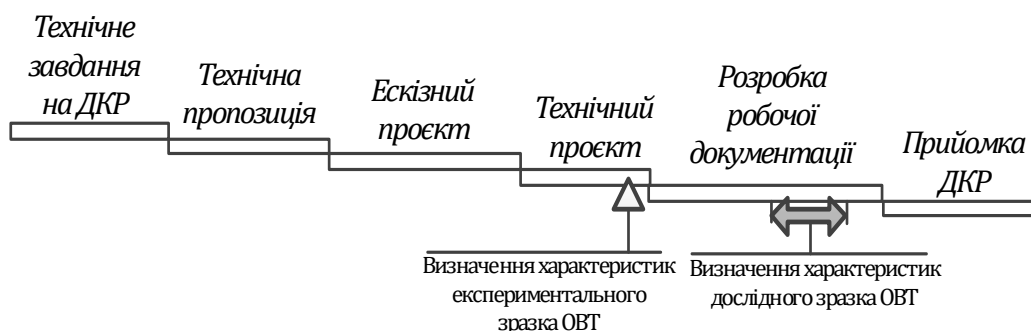 Технічне
завдання
на ДКР
Технічна
пропозиція
Ескізний
проєкт
Технічний
проєкт
Розробка
робочої
документації
Прийомка
ДКР
Визначення характеристик
експериментального
зразка ОВТ
Визначення характеристик
дослідного зразка ОВТ